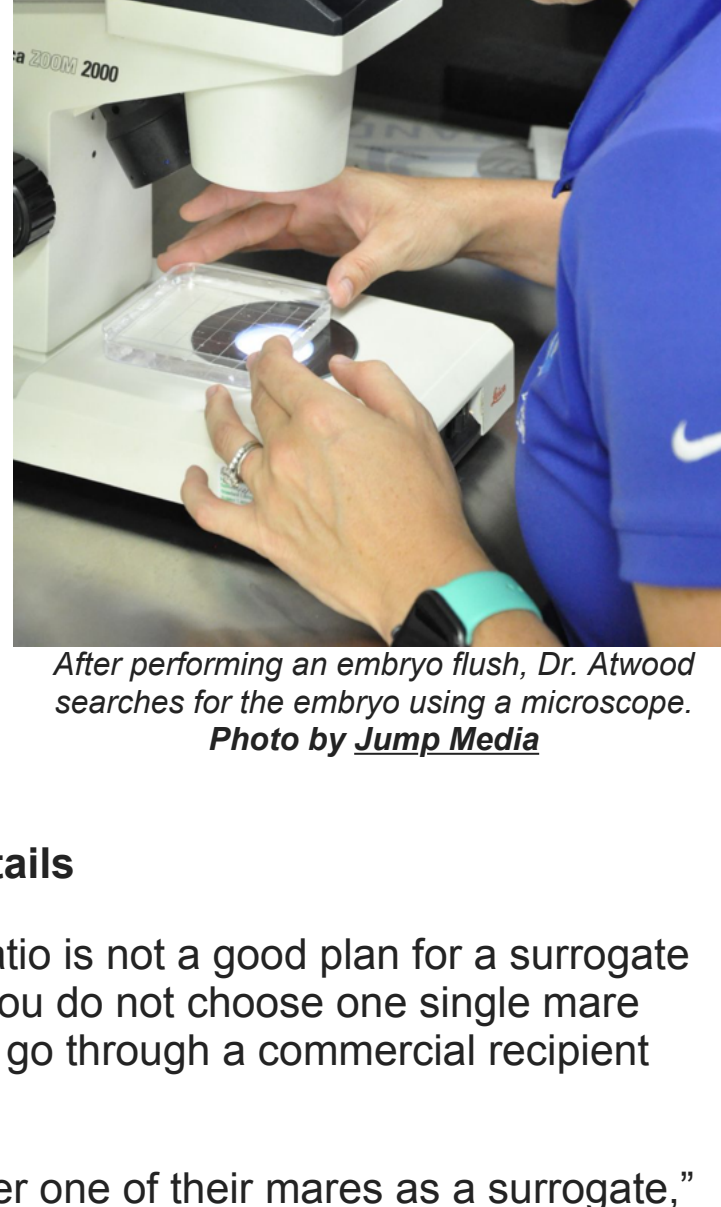 ZOOM 2000
Leica
After performing an embryo flush, Dr. Atwood
searches for the embryo using a microscope.
Photo by Jump Media
tails
atio is not a good plan for a surrogate
ou do not choose one single mare
go through a commercial recipient
er one of their mares as a surrogate,”